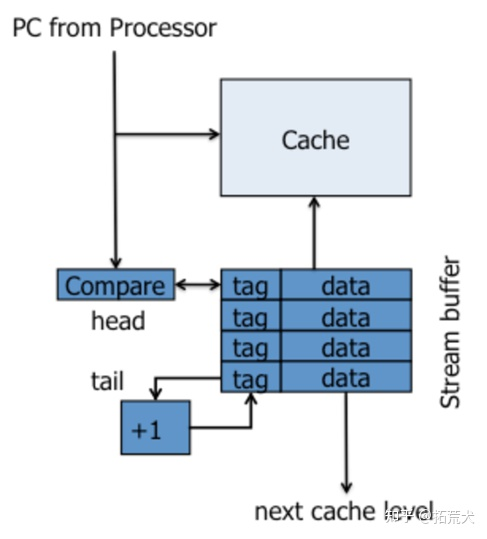 PC from Processor
Cache
Compare
tag data
head
tag data
tag data
tail
tag data
+1
Stream buffer
next cache level
知乎 @拓荒犬